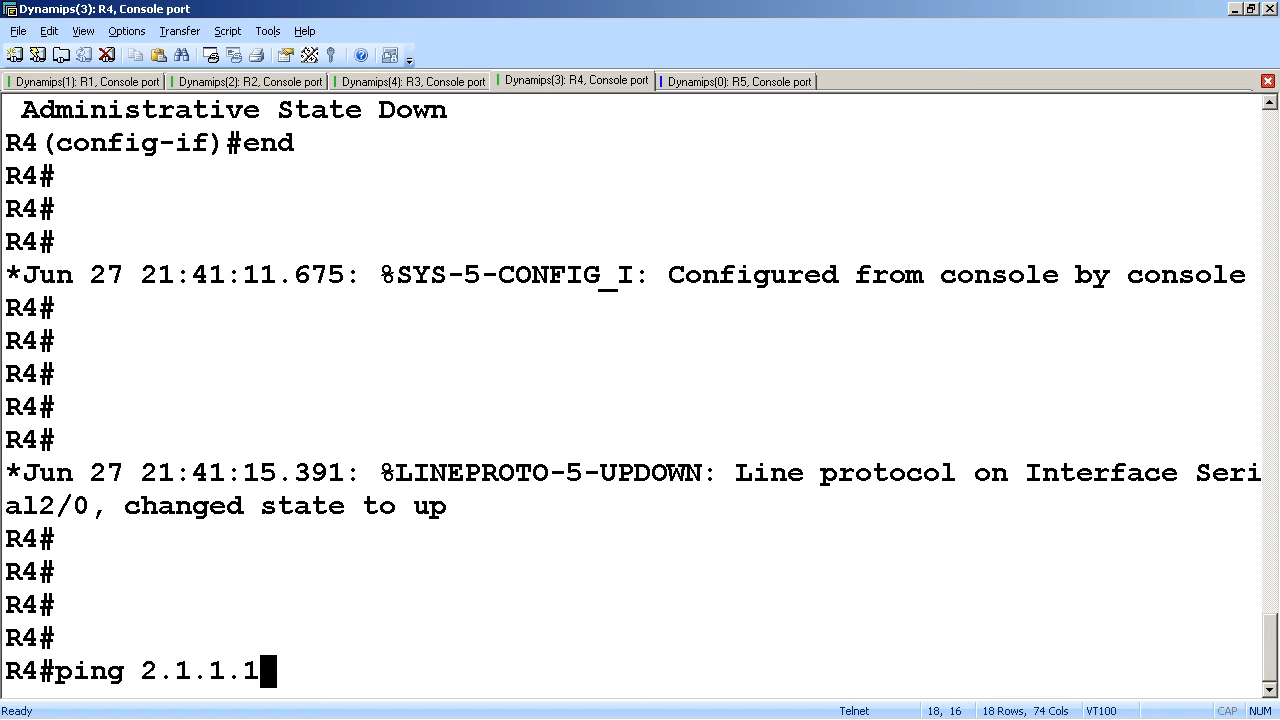 Dynamips(3): R4, Console port
File Edit View Options Transfer Script Tools Help
Dynamips(1): R1, Console port Dynamips(2): R2, Console port Dynamips(4): R3, Console port Dynamips(3): R4, Console port Dynamips(0): R5, Console port
Administrative State Down
R4(config-if)#end
R4#
R4#
R4#
*Jun 27 21:41:11.675: %SYS-5-CONFIG_I: Configured from console by console
R4#
R4#
R4#
R4#
R4#
*Jun 27 21:41:15.391: %LINEPROTO-5-UPDOWN: Line protocol on Interface Seri
al2/0, changed state to up
R4#
R4#
R4#
R4#
R4#ping 2.1.1.1
Ready Telnet 18, 16 18 Rows, 74 Cols VT100 CAP NUM